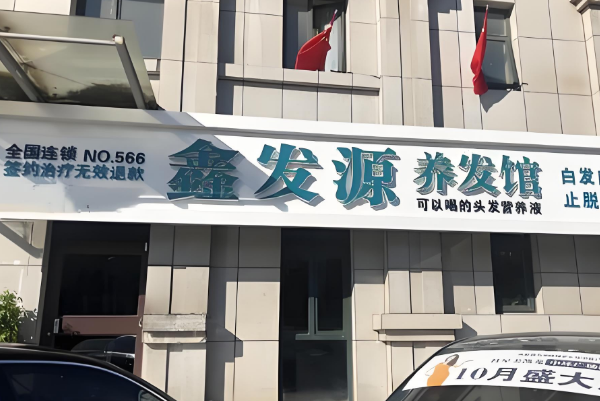 全国连锁 NO.566
签约治疗无效退款
鑫发源 养发馆
可以喝的头发营养液
白发
止脱
10月盛大